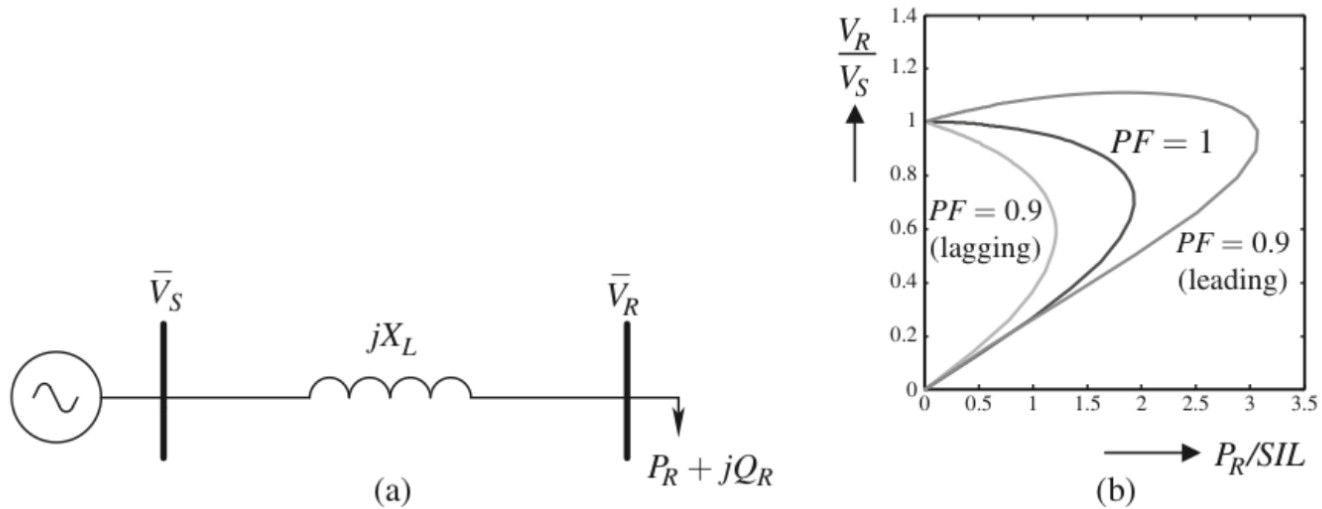 V̄_S
jX_L
V̄_R
P_R + jQ_R
(a)
V_R
V_S
1.4
1.2
1
0.8
0.6
0.4
0.2
0
0 0.5 1 1.5 2 2.5 3 3.5
PF = 1
PF = 0.9
(lagging)
PF = 0.9
(leading)
P_R/SIL
(b)